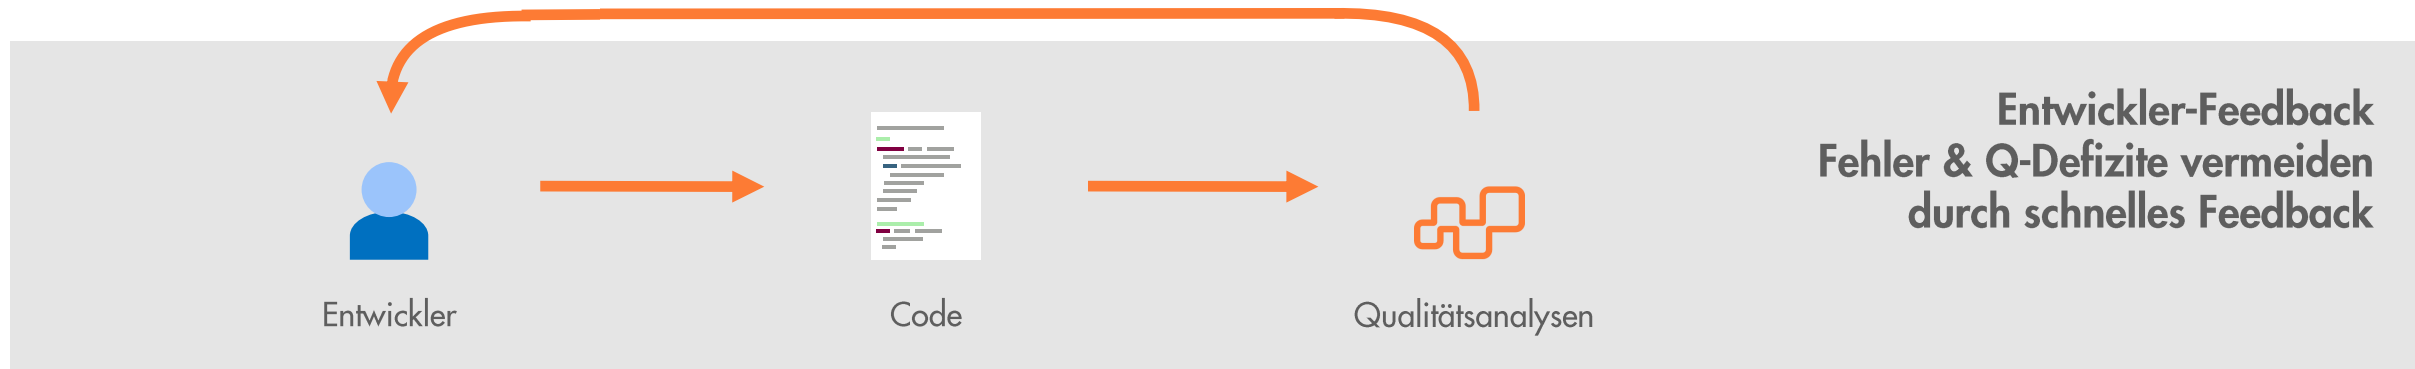 Entwickler-Feedback
Fehler & Q-Defizite vermeiden
durch schnelles Feedback
Entwickler
Code
Qualitätsanalysen